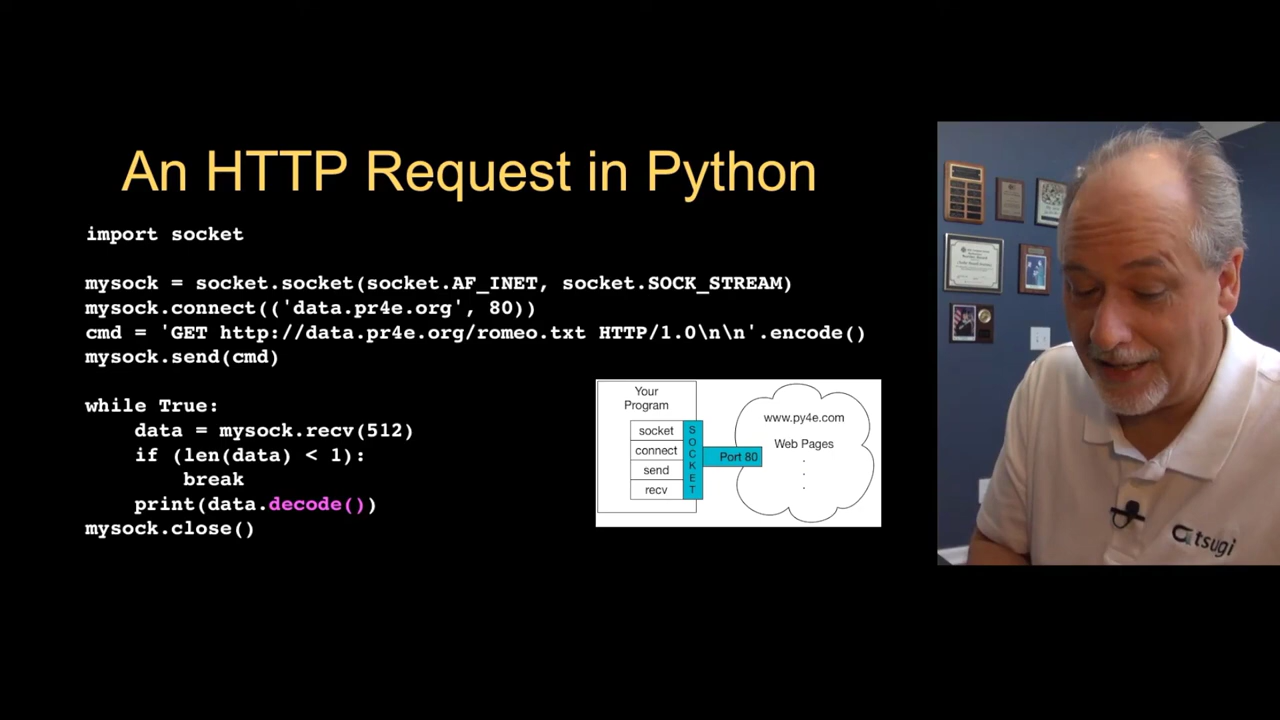 An HTTP Request in Python
import socket
mysock = socket.socket(socket.AF_INET, socket.SOCK_STREAM)
mysock.connect(('data.pr4e.org', 80))
cmd = 'GET http://data.pr4e.org/romeo.txt HTTP/1.0\n\n'.encode()
mysock.send(cmd)
while True:
    data = mysock.recv(512)
    if (len(data) < 1):
        break
    print(data.decode())
mysock.close()
Your
Program
socket
connect
send
recv
SOCKET
Port 80
www.py4e.com
Web Pages
.
.
.
tsugi